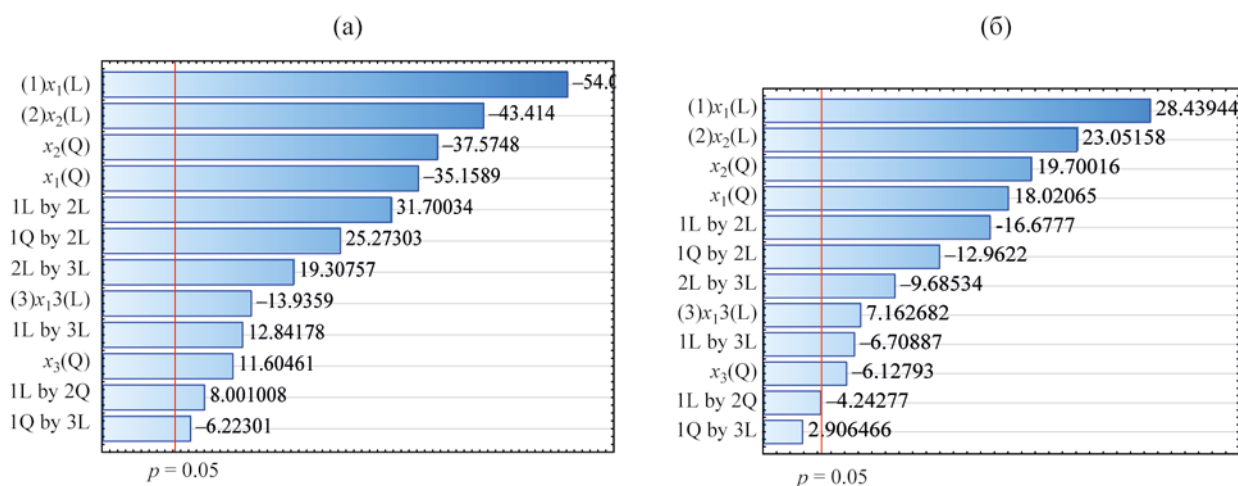 (а)
(1)x₁(L)
–54.0
(2)x₂(L)
–43.414
x₂(Q)
–37.5748
x₁(Q)
–35.1589
1L by 2L
31.70034
1Q by 2L
25.27303
2L by 3L
19.30757
(3)x₁3(L)
–13.9359
1L by 3L
12.84178
x₃(Q)
11.60461
1L by 2Q
8.001008
1Q by 3L
–6.22301
p = 0.05
(б)
(1)x₁(L)
28.43944
(2)x₂(L)
23.05158
x₂(Q)
19.70016
x₁(Q)
18.02065
1L by 2L
-16.6777
1Q by 2L
–12.9622
2L by 3L
–9.68534
(3)x₁3(L)
7.162682
1L by 3L
–6.70887
x₃(Q)
–6.12793
1L by 2Q
–4.24277
1Q by 3L
2.906466
p = 0.05